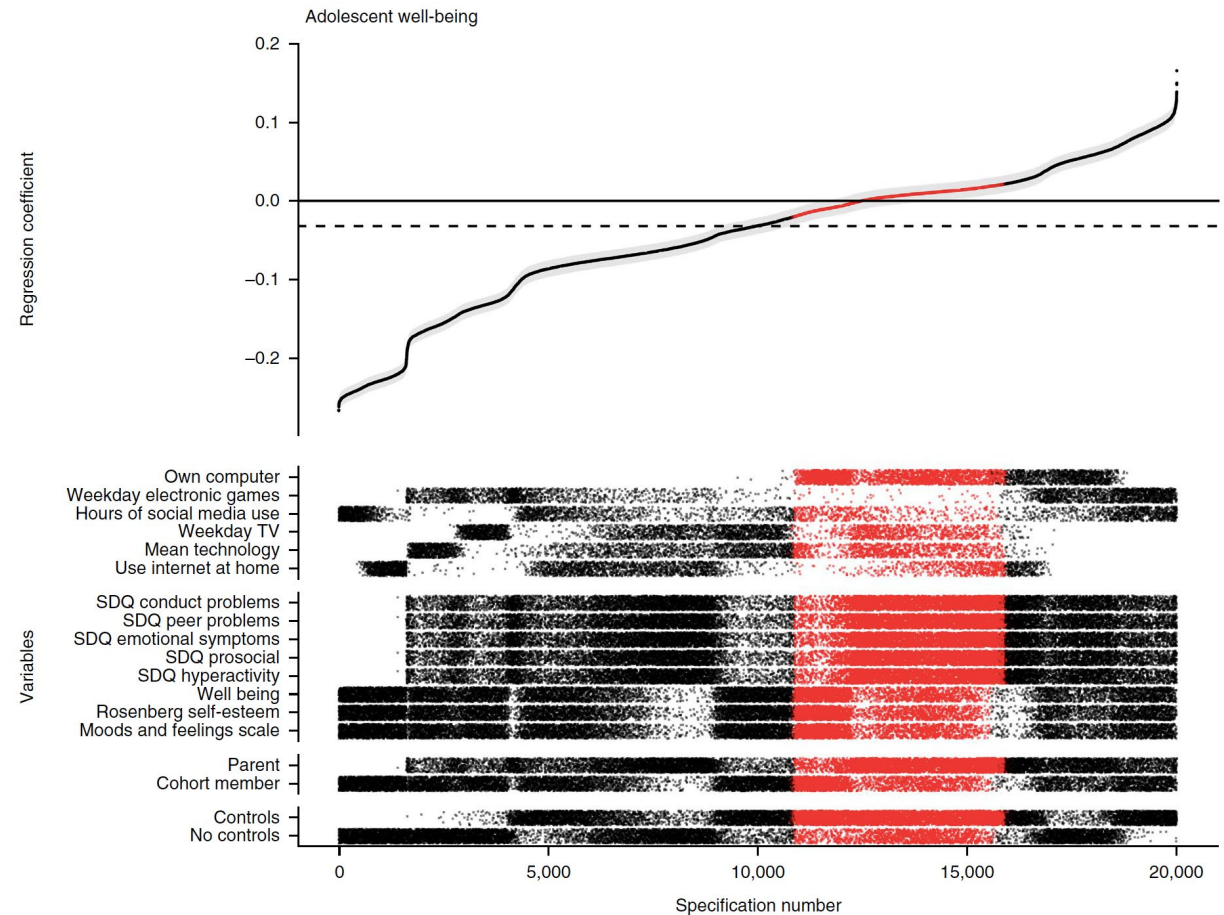 Adolescent well-being
0.2
0.1
0.0
–0.1
–0.2
Regression coefficient
Own computer
Weekday electronic games
Hours of social media use
Weekday TV
Mean technology
Use internet at home
SDQ conduct problems
SDQ peer problems
SDQ emotional symptoms
SDQ prosocial
SDQ hyperactivity
Well being
Rosenberg self-esteem
Moods and feelings scale
Parent
Cohort member
Controls
No controls
Variables
0 5,000 10,000 15,000 20,000
Specification number